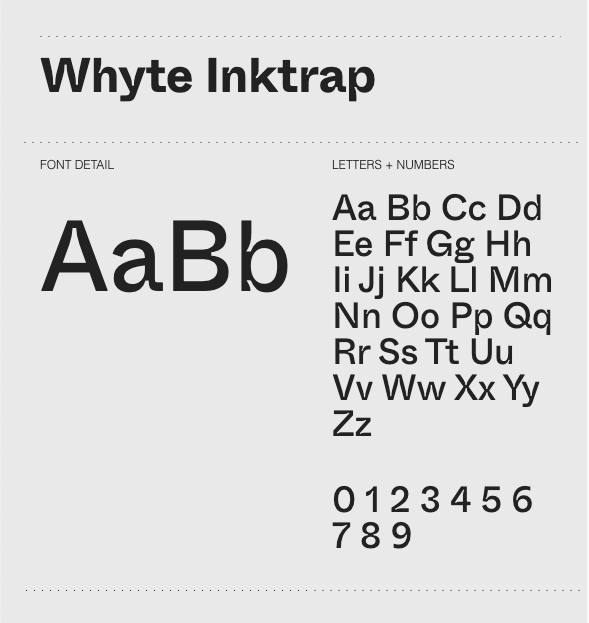 Whyte Inktrap
FONT DETAIL
AaBb
LETTERS + NUMBERS
Aa Bb Cc Dd
Ee Ff Gg Hh
Ii Jj Kk Ll Mm
Nn Oo Pp Qq
Rr Ss Tt Uu
Vv Ww Xx Yy
Zz
0 1 2 3 4 5 6
7 8 9